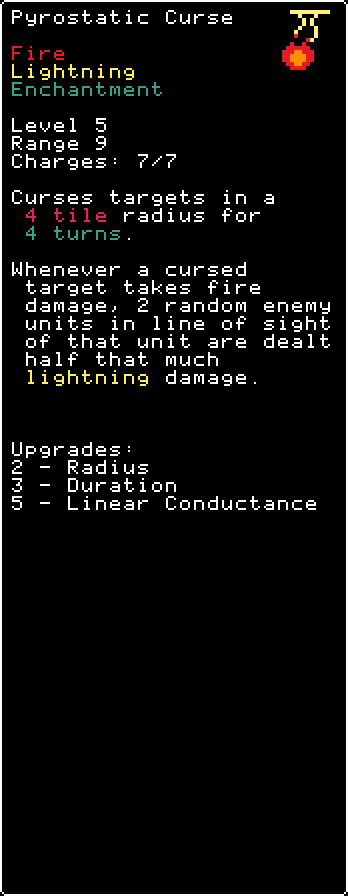 Pyrostatic Curse
Fire
Lightning
Enchantment
Level 5
Range 9
Charges: 7/7
Curses targets in a
4 tile radius for
4 turns.
Whenever a cursed
target takes fire
damage, 2 random enemy
units in line of sight
of that unit are dealt
half that much
lightning damage.
Upgrades:
2 - Radius
3 - Duration
5 - Linear Conductance